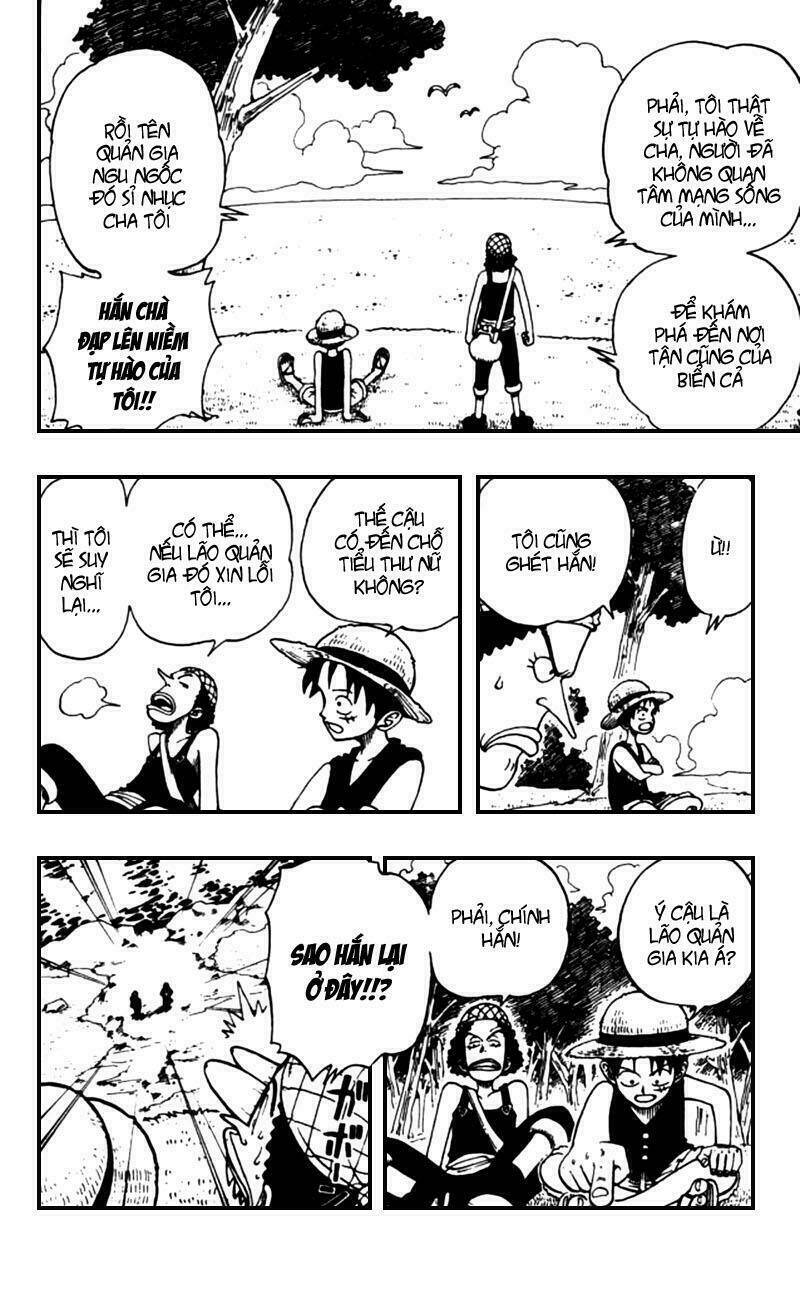 PHẢI, TÔI THẬT
SỰ TỰ HÀO VỀ
CHA, NGƯỜI ĐÃ
KHÔNG QUAN
TÂM MẠNG SỐNG
CỦA MÌNH...
ĐỂ KHÁM
PHÁ ĐẾN NƠI
TẬN CÙNG CỦA
BIỂN CẢ
RỒI TÊN
QUẢN GIA
NGU NGỐC
ĐÓ SỈ NHỤC
CHA TÔI
HẮN CHÀ
ĐẠP LÊN NIỀM
TỰ HÀO CỦA
TÔI!!
Ừ!!
TÔI CŨNG
GHÉT HẮN!
THẾ CẬU
CÓ ĐẾN CHỖ
TIỂU THƯ NỮ
KHÔNG?
CÓ THỂ...
NẾU LÃO QUẢN
GIA ĐÓ XIN LỖI
TÔI...
THÌ TÔI
SẼ SUY
NGHĨ
LẠI...
Ý CẬU LÀ
LÃO QUẢN
GIA KIA Á?
PHẢI, CHÍNH
HẮN!
SAO HẮN LẠI
Ở ĐÂY!!?
ガボーン